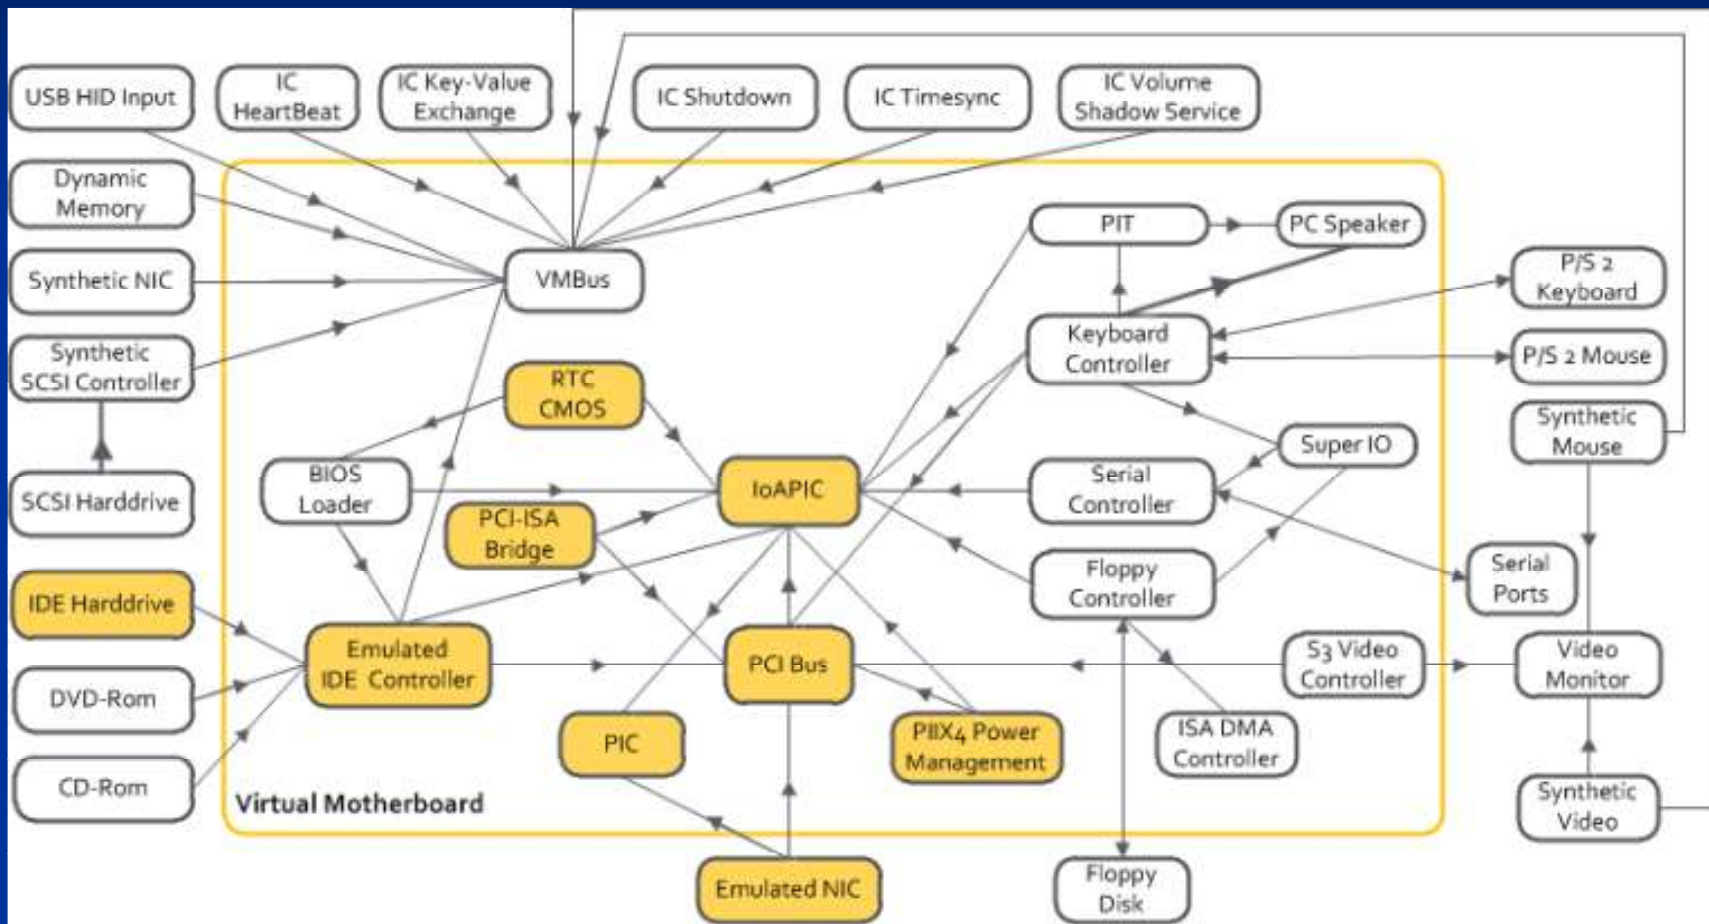 USB HID Input
IC
HeartBeat
IC Key-Value
Exchange
IC Shutdown
IC Timesync
IC Volume
Shadow Service
Dynamic
Memory
PIT
PC Speaker
Synthetic NIC
VMBus
P/S 2
Keyboard
Synthetic
SCSI Controller
Keyboard
Controller
P/S 2 Mouse
RTC
CMOS
Synthetic
Mouse
Super IO
SCSI Harddrive
BIOS
Loader
IoAPIC
Serial
Controller
PCI-ISA
Bridge
Floppy
Controller
Serial
Ports
IDE Harddrive
Emulated
IDE Controller
PCI Bus
S3 Video
Controller
Video
Monitor
DVD-Rom
PIC
PIIX4 Power
Management
ISA DMA
Controller
CD-Rom
Virtual Motherboard
Synthetic
Video
Emulated NIC
Floppy
Disk